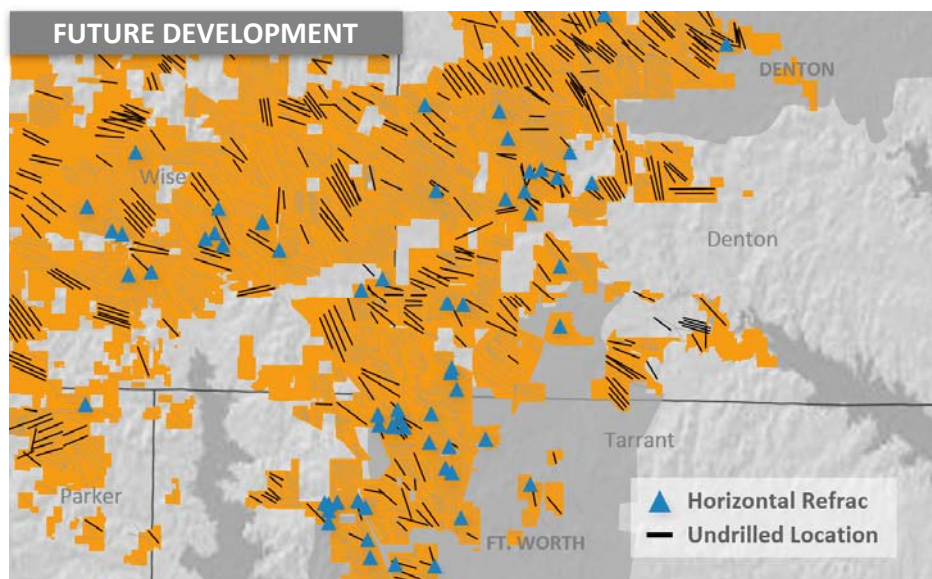 FUTURE DEVELOPMENT
DENTON
Wise
Denton
Tarrant
Parker
Horizontal Refrac
Undrilled Location
FT. WORTH